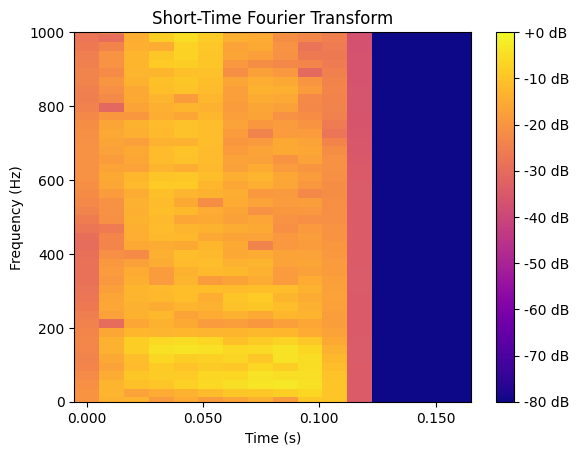 Short-Time Fourier Transform
1000
800
600
400
200
0
Frequency (Hz)
0.000
0.050
0.100
0.150
Time (s)
+0 dB
-10 dB
-20 dB
-30 dB
-40 dB
-50 dB
-60 dB
-70 dB
-80 dB